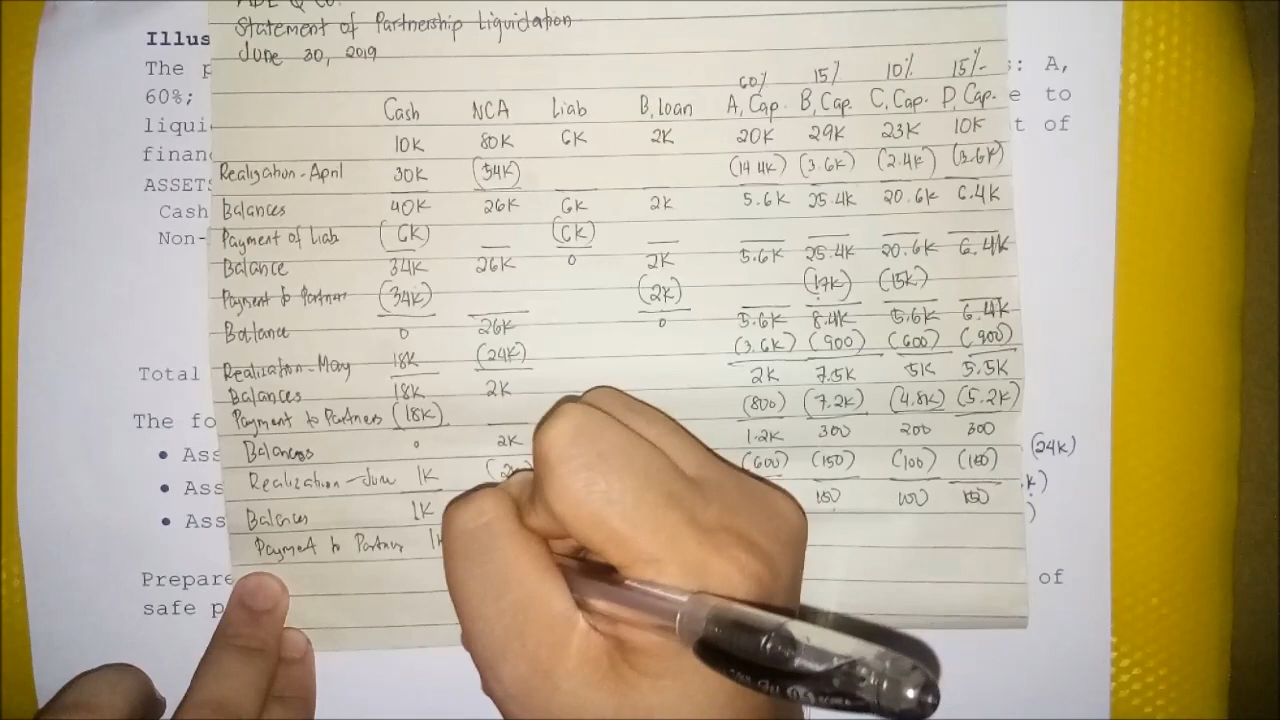 Statement of Partnership Liquidation
Illus
June 30, 2019
The p : A,
60% 15% 10% 15%-
60%; Cash NCA Liab B, Loan A, Cap. B, Cap. C, Cap. D, Cap. e to
liqui 10K 80K 6K 2K 20K 29K 23K 10K t of
financ
Realization-April 30K (54K) (14.4K) (3.6K) (2.4K) (3.6K)
ASSETS
Cash Balances 40K 26K 6K 2K 5.6K 25.4K 20.6K 6.4K
Non- Payment of Liab (6K) (6K)
Balance 34K 26K 0 2K 5.6K 25.4K 20.6K 6.4K
Payment to Partner (34K) (2K) (17K) (15K)
Balance 0 26K 0 5.6K 8.4K 5.6K 6.4K
Total Realization-May 18K (24K) (3.6K) (900) (600) (900)
Balances 18K 2K 2K 7.5K 5K 5.5K
The fo Payment to Partners (18K) (800) (7.2K) (4.8K) (5.2K)
Balances 0 2K 1.2K 300 200 300
• Ass (24K)
Realization-June 1K (2K (600) (150) (100) (150)
• Ass k)
Balances 1K 150 100 150
• Ass )
Payment to Partner 1K
Prepare of
safe p